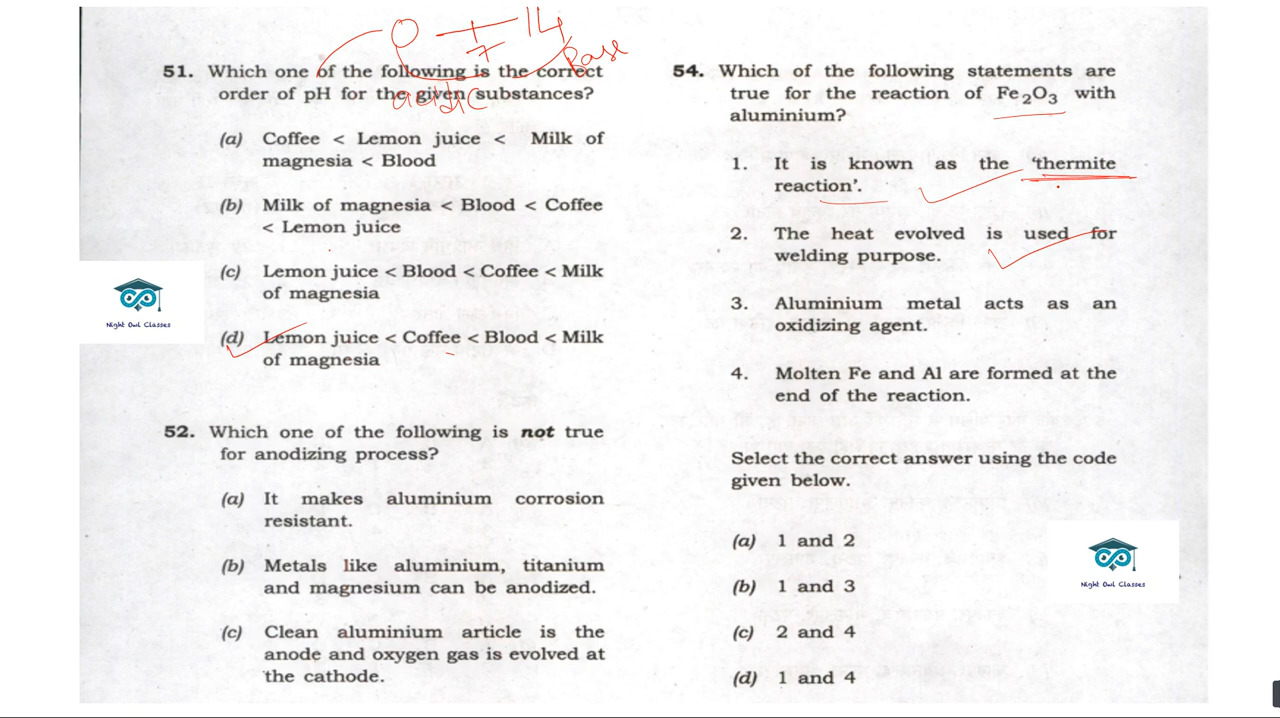 0 7 14
Base
acidic
51. Which one of the following is the correct
order of pH for the given substances?
(a) Coffee < Lemon juice < Milk of
magnesia < Blood
(b) Milk of magnesia < Blood < Coffee
< Lemon juice
(c) Lemon juice < Blood < Coffee < Milk
of magnesia
(d) Lemon juice < Coffee < Blood < Milk
of magnesia
Night Owl Classes
52. Which one of the following is not true
for anodizing process?
(a) It makes aluminium corrosion
resistant.
(b) Metals like aluminium, titanium
and magnesium can be anodized.
(c) Clean aluminium article is the
anode and oxygen gas is evolved at
the cathode.
54. Which of the following statements are
true for the reaction of Fe₂O₃ with
aluminium?
1. It is known as the ‘thermite
reaction’.
2. The heat evolved is used for
welding purpose.
3. Aluminium metal acts as an
oxidizing agent.
4. Molten Fe and Al are formed at the
end of the reaction.
Select the correct answer using the code
given below.
(a) 1 and 2
(b) 1 and 3
(c) 2 and 4
(d) 1 and 4
Night Owl Classes